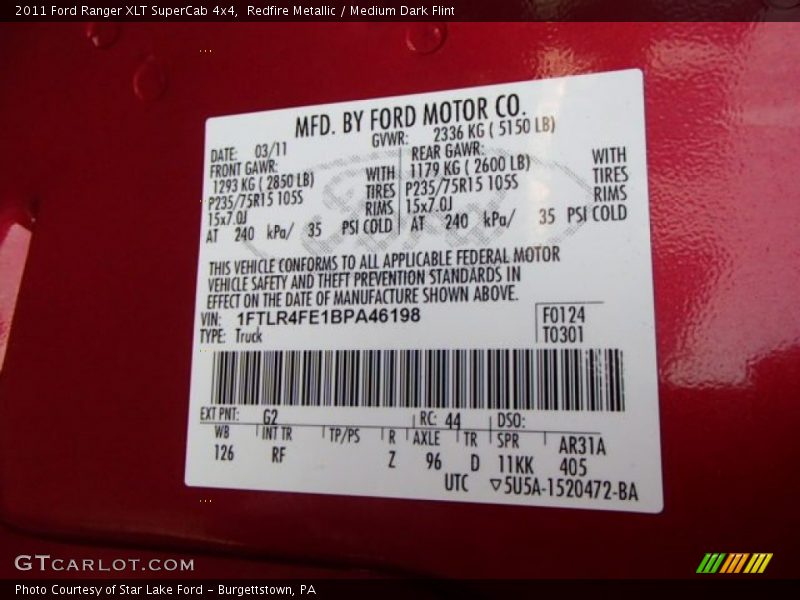 2011 Ford Ranger XLT SuperCab 4x4,  Redfire Metallic / Medium Dark Flint
MFD. BY FORD MOTOR CO.
DATE: 03/11 GVWR: 2336 KG ( 5150 LB)
FRONT GAWR: REAR GAWR:
1293 KG ( 2850 LB) WITH 1179 KG ( 2600 LB) WITH
P235/75R15 105S TIRES P235/75R15 105S TIRES
15x7.0J RIMS 15x7.0J RIMS
AT 240 kPa/ 35 PSI COLD AT 240 kPa/ 35 PSI COLD
THIS VEHICLE CONFORMS TO ALL APPLICABLE FEDERAL MOTOR
VEHICLE SAFETY AND THEFT PREVENTION STANDARDS IN
EFFECT ON THE DATE OF MANUFACTURE SHOWN ABOVE.
VIN: 1FTLR4FE1BPA46198 F0124
TYPE: Truck T0301
EXT PNT: G2 RC: 44 DSO:
WB INT TR TP/PS R AXLE TR SPR AR31A
126 RF Z 96 D 11KK 405
UTC ▽5U5A-1520472-BA
GTCARLOT.COM
Photo Courtesy of Star Lake Ford - Burgettstown, PA